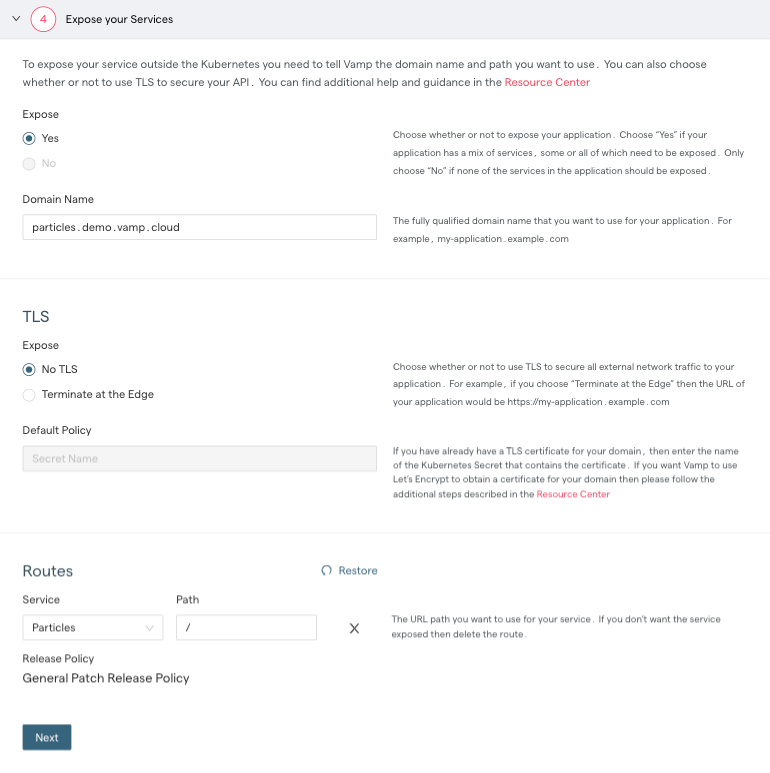 4 Expose your Services
To expose your service outside the Kubernetes you need to tell Vamp the domain name and path you want to use. You can also choose
whether or not to use TLS to secure your API. You can find additional help and guidance in the Resource Center
Expose
Yes
No
Choose whether or not to expose your application. Choose “Yes” if your
application has a mix of services, some or all of which need to be exposed. Only
choose “No” if none of the services in the application should be exposed.
Domain Name
particles.demo.vamp.cloud
The fully qualified domain name that you want to use for your application. For
example, my-application.example.com
TLS
Expose
No TLS
Terminate at the Edge
Choose whether or not to use TLS to secure all external network traffic to your
application. For example, if you choose “Terminate at the Edge” then the URL of
your application would be https://my-application.example.com
Default Policy
Secret Name
If you have already have a TLS certificate for your domain, then enter the name
of the Kubernetes Secret that contains the certificate. If you want Vamp to use
Let’s Encrypt to obtain a certificate for your domain then please follow the
additional steps described in the Resource Center
Routes
Restore
Service Path
Particles /
The URL path you want to use for your service. If you don’t want the service
exposed then delete the route.
Release Policy
General Patch Release Policy
Next